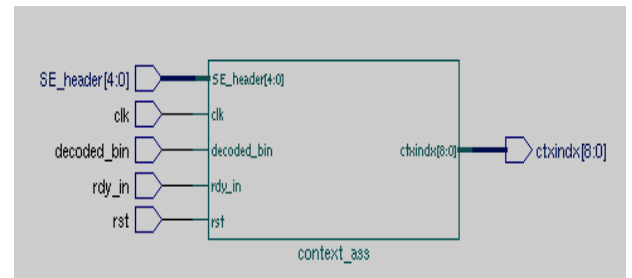 SE_header[4:0]
SE_header[4:0]
clk
clk
decoded_bin
decoded_bin
ctxindx[8:0]
ctxindx[8:0]
rdy_in
rdy_in
rst
rst
context_ass